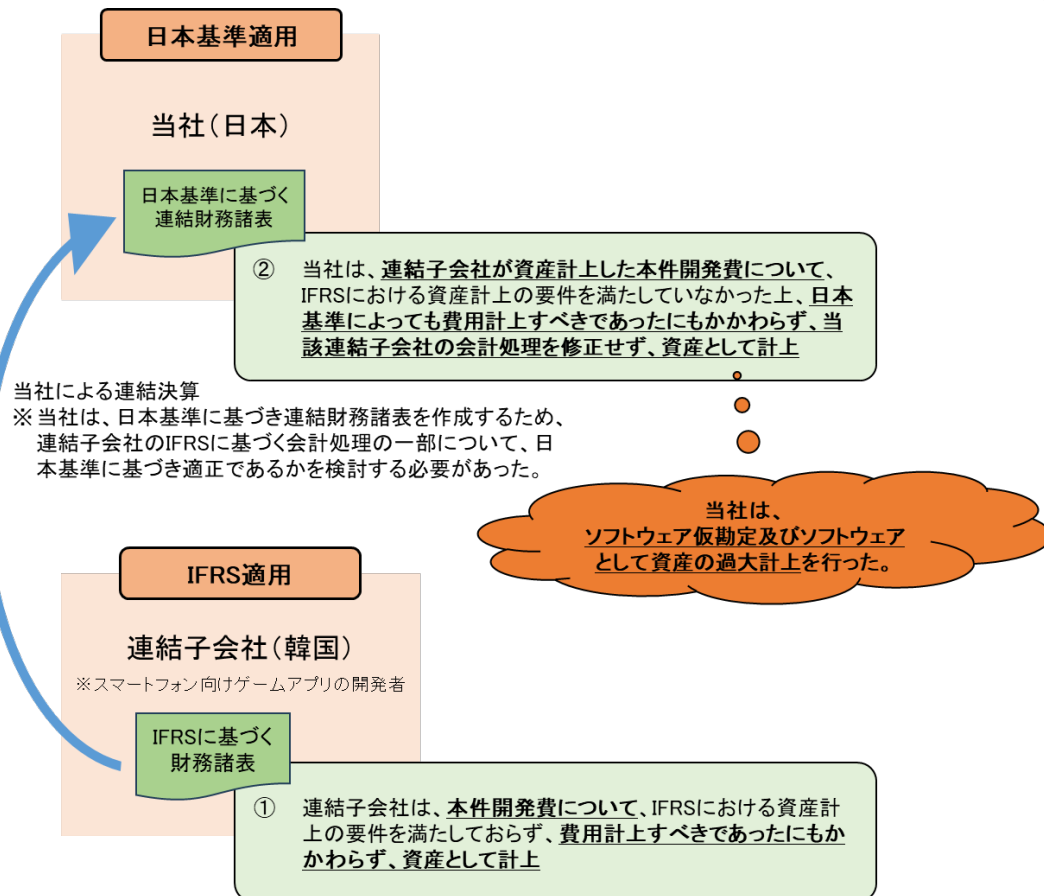 日本基準適用
当社（日本）
日本基準に基づく
連結財務諸表
②　当社は、連結子会社が資産計上した本件開発費について、
IFRSにおける資産計上の要件を満たしていなかった上、日本
基準によっても費用計上すべきであったにもかかわらず、当
該連結子会社の会計処理を修正せず、資産として計上
当社による連結決算
※ 当社は、日本基準に基づき連結財務諸表を作成するため、
連結子会社のIFRSに基づく会計処理の一部について、日
本基準に基づき適正であるかを検討する必要があった。
当社は、
ソフトウェア仮勘定及びソフトウェア
として資産の過大計上を行った。
IFRS適用
連結子会社（韓国）
※スマートフォン向けゲームアプリの開発者
IFRSに基づく
財務諸表
①　連結子会社は、本件開発費について、IFRSにおける資産計
上の要件を満たしておらず、費用計上すべきであったにもか
かわらず、資産として計上